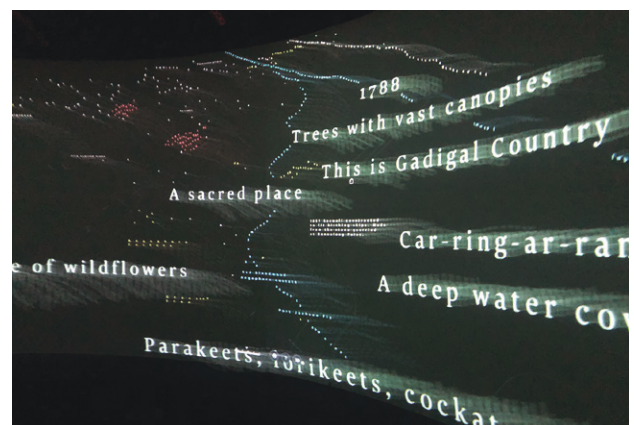 1788
Trees with vast canopies
This is Gadigal Country
A sacred place
Car-ring-ar-ran
e of wildflowers
A deep water cov
Parakeets, lorikeets, cockat